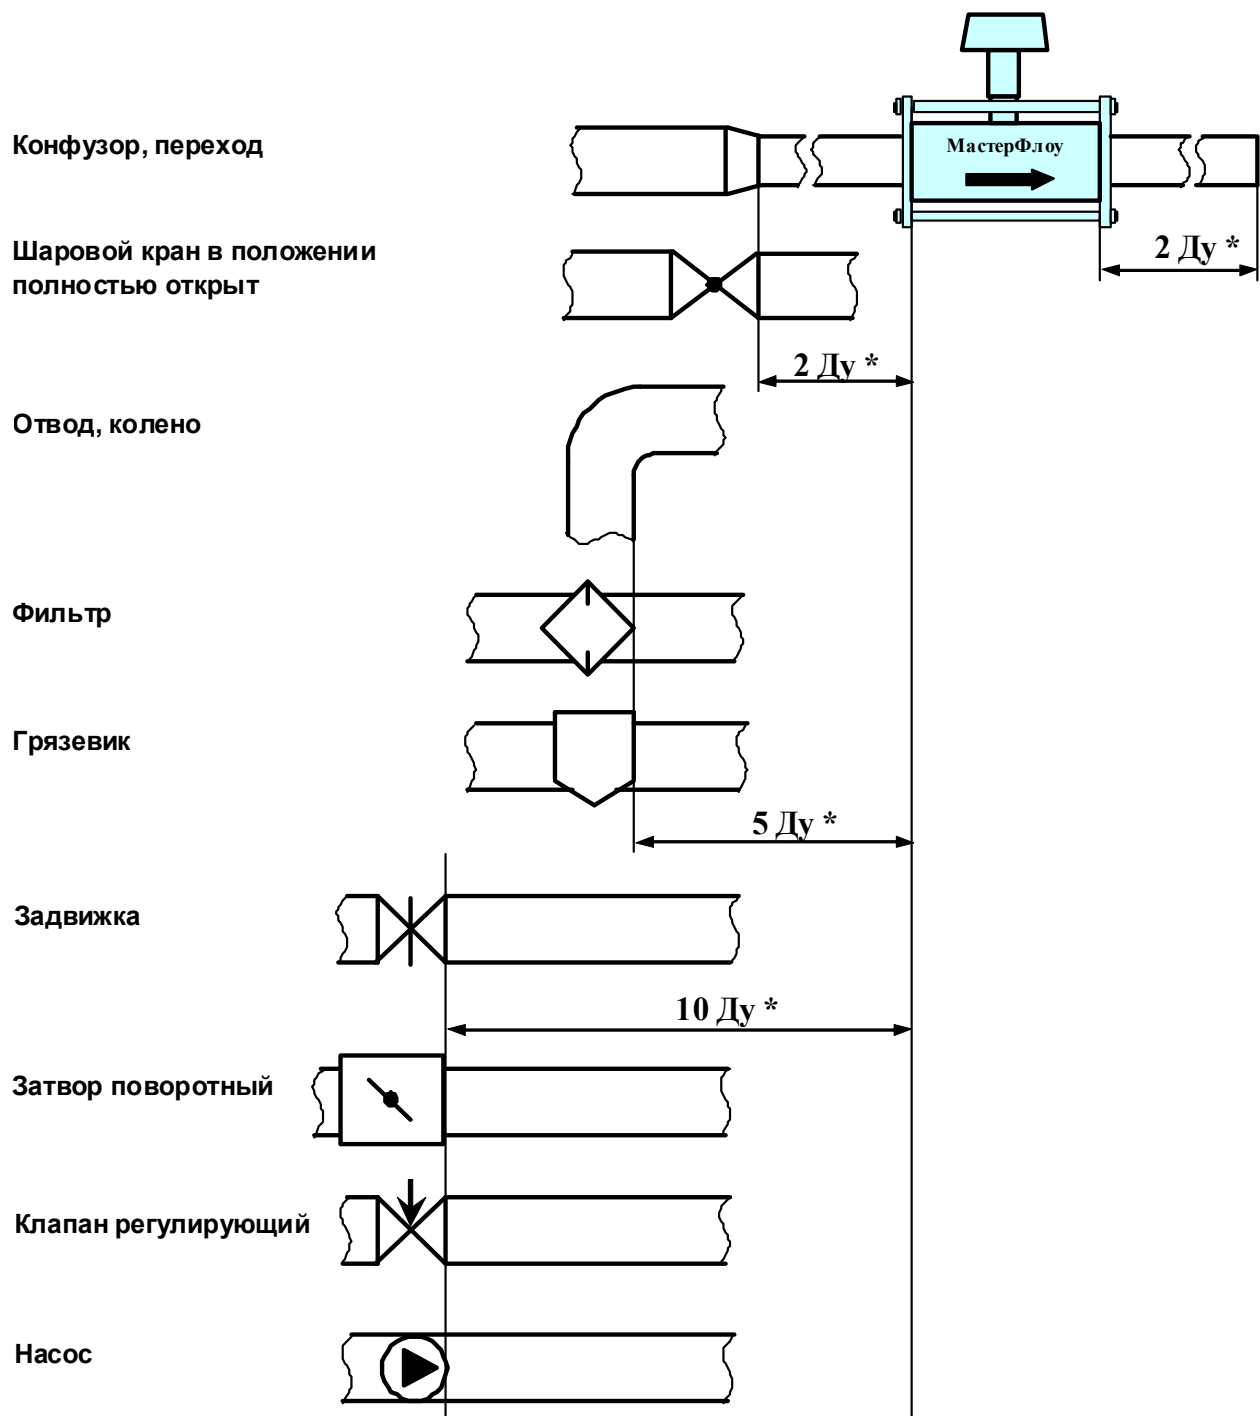 Конфузор, переход
МастерФлоу
Шаровой кран в положении
полностью открыт
2 Ду *
2 Ду *
Отвод, колено
Фильтр
Грязевик
5 Ду *
Задвижка
10 Ду *
Затвор поворотный
Клапан регулирующий
Насос